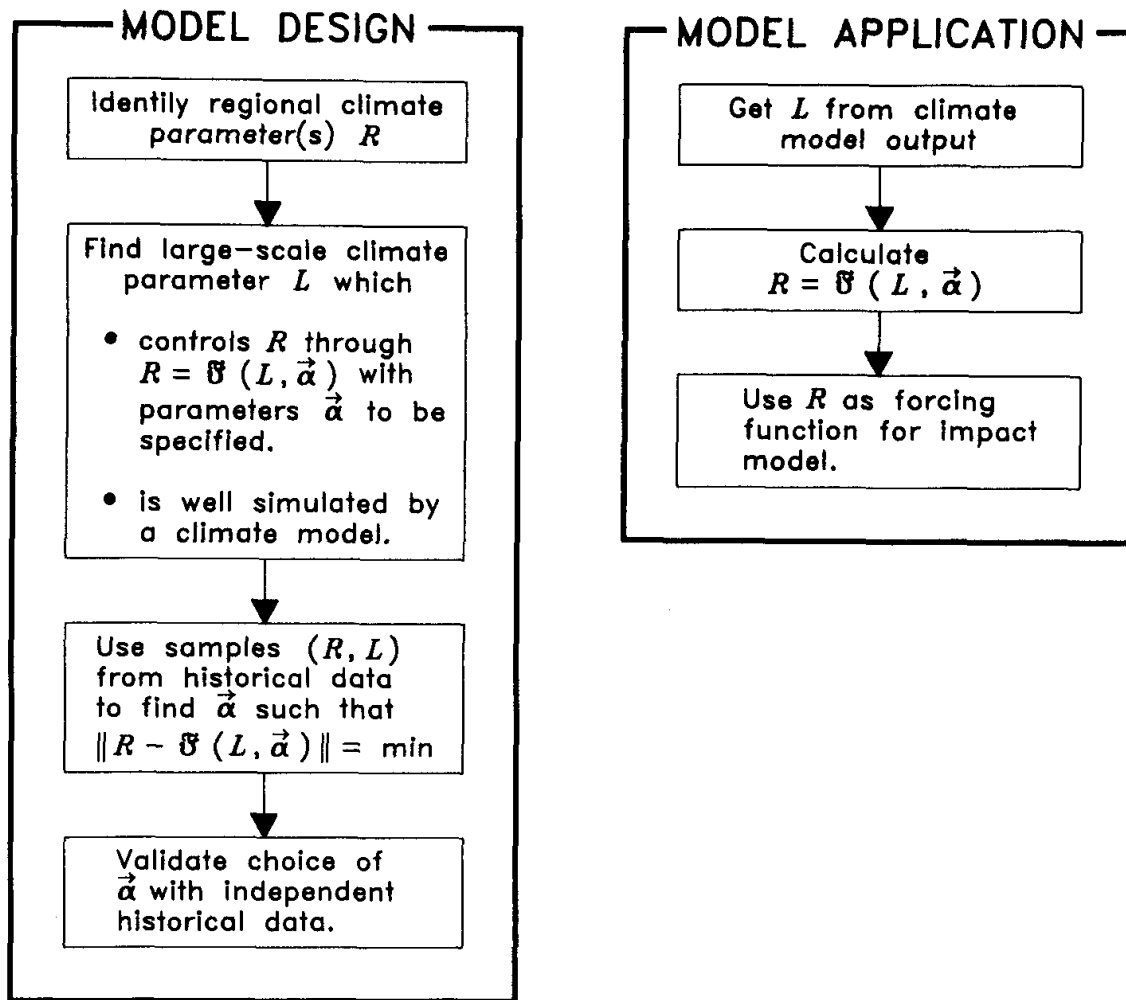 MODEL DESIGN
Identily regional climate
parameter(s) R
Find large-scale climate
parameter L which
• controls R through
R = 𝔉 (L, α⃗) with
parameters α⃗ to be
specified.
• is well simulated by
a climate model.
Use samples (R, L)
from historical data
to find α⃗ such that
‖R - 𝔉 (L, α⃗)‖ = min
Validate choice of
α⃗ with independent
historical data.
MODEL APPLICATION
Get L from climate
model output
Calculate
R = 𝔉 (L, α⃗)
Use R as forcing
function for impact
model.